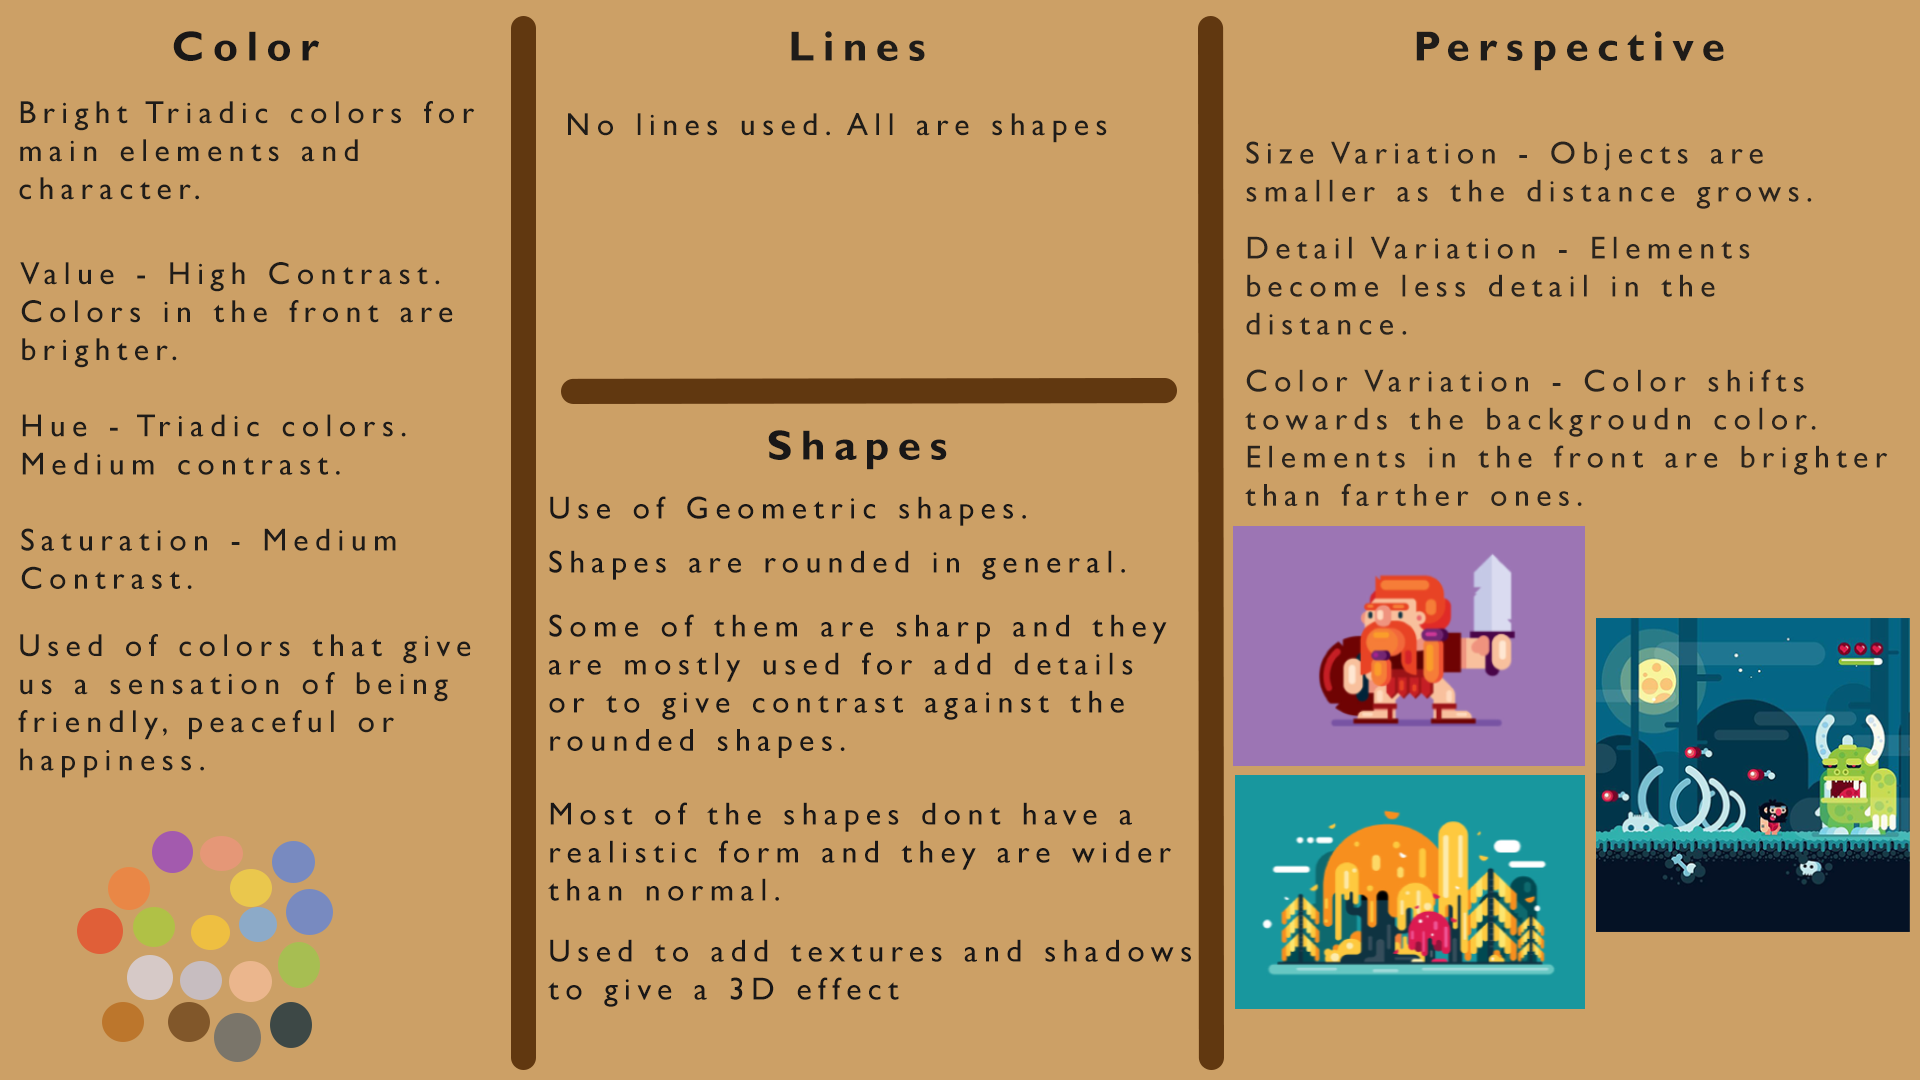 Color
Bright Triadic colors for
main elements and
character.
Value - High Contrast.
Colors in the front are
brighter.
Hue - Triadic colors.
Medium contrast.
Saturation - Medium
Contrast.
Used of colors that give
us a sensation of being
friendly, peaceful or
happiness.
Lines
No lines used. All are shapes
Shapes
Use of Geometric shapes.
Shapes are rounded in general.
Some of them are sharp and they
are mostly used for add details
or to give contrast against the
rounded shapes.
Most of the shapes dont have a
realistic form and they are wider
than normal.
Used to add textures and shadows
to give a 3D effect
Perspective
Size Variation - Objects are
smaller as the distance grows.
Detail Variation - Elements
become less detail in the
distance.
Color Variation - Color shifts
towards the backgroudn color.
Elements in the front are brighter
than farther ones.